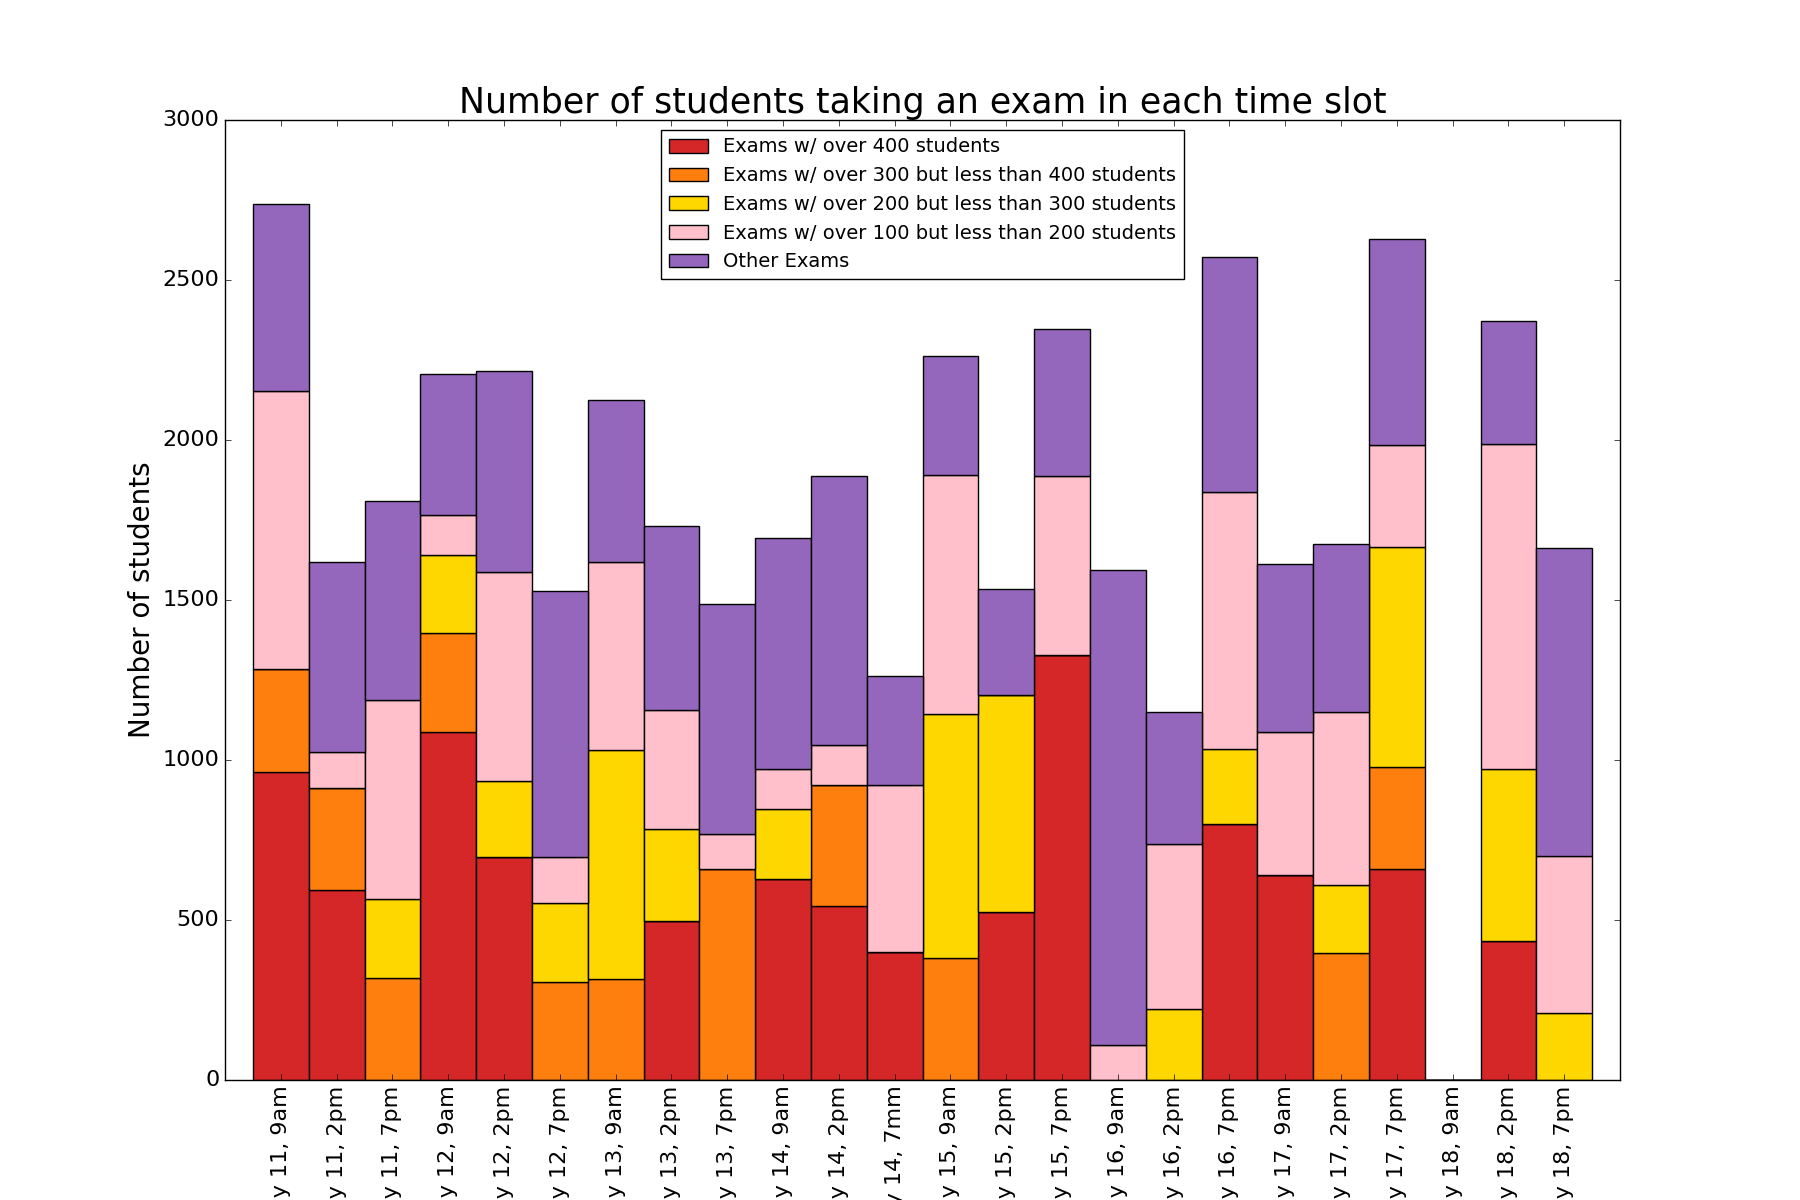 Number of students taking an exam in each time slot
3000
2500
2000
1500
1000
500
0
Number of students
Exams w/ over 400 students
Exams w/ over 300 but less than 400 students
Exams w/ over 200 but less than 300 students
Exams w/ over 100 but less than 200 students
Other Exams
y 11, 9am
y 11, 2pm
y 11, 7pm
y 12, 9am
y 12, 2pm
y 12, 7pm
y 13, 9am
y 13, 2pm
y 13, 7pm
y 14, 9am
y 14, 2pm
y 14, 7mm
y 15, 9am
y 15, 2pm
y 15, 7pm
y 16, 9am
y 16, 2pm
y 16, 7pm
y 17, 9am
y 17, 2pm
y 17, 7pm
y 18, 9am
y 18, 2pm
y 18, 7pm